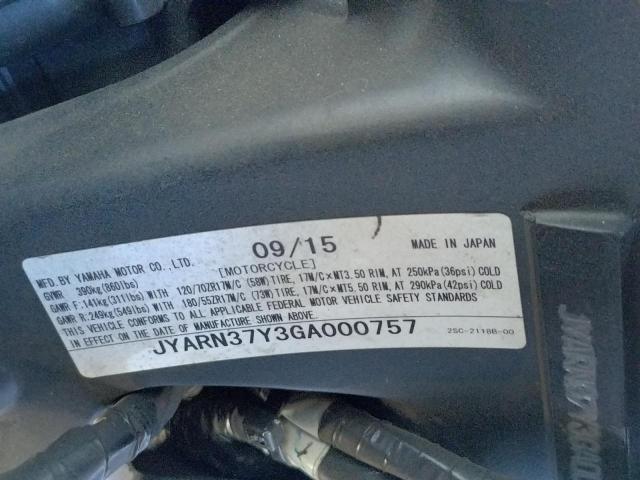 09/15
MFD.BY YAMAHA MOTOR CO.,LTD. [MOTORCYCLE] MADE IN JAPAN
GVWR 390kg(860lbs)
GAWR F:141kg(311lbs)WITH 120/70ZR17M/C (58W)TIRE, 17M/C×MT3.50 RIM, AT 250kPa(36psi)COLD
GAWR R:249kg(549lbs)WITH 180/55ZR17M/C (73W)TIRE, 17M/C×MT5.50 RIM, AT 290kPa(42psi)COLD
THIS VEHICLE CONFORMS TO ALL APPLICABLE FEDERAL MOTOR VEHICLE SAFETY STANDARDS
IN EFFECT ON THE DATE OF MANUFACTURE SHOWN ABOVE.
JYARN37Y3GA000757
2SC-2118B-00